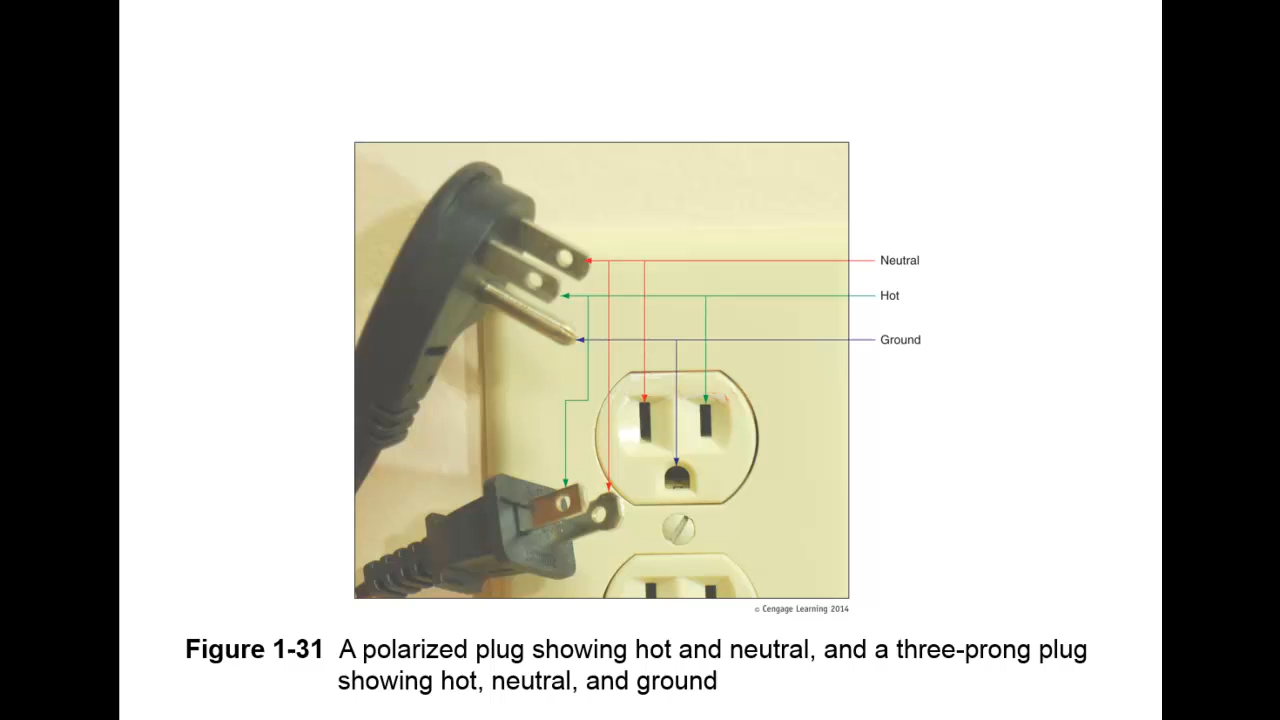 Neutral
Hot
Ground
© Cengage Learning 2014
Figure 1-31 A polarized plug showing hot and neutral, and a three-prong plug
showing hot, neutral, and ground